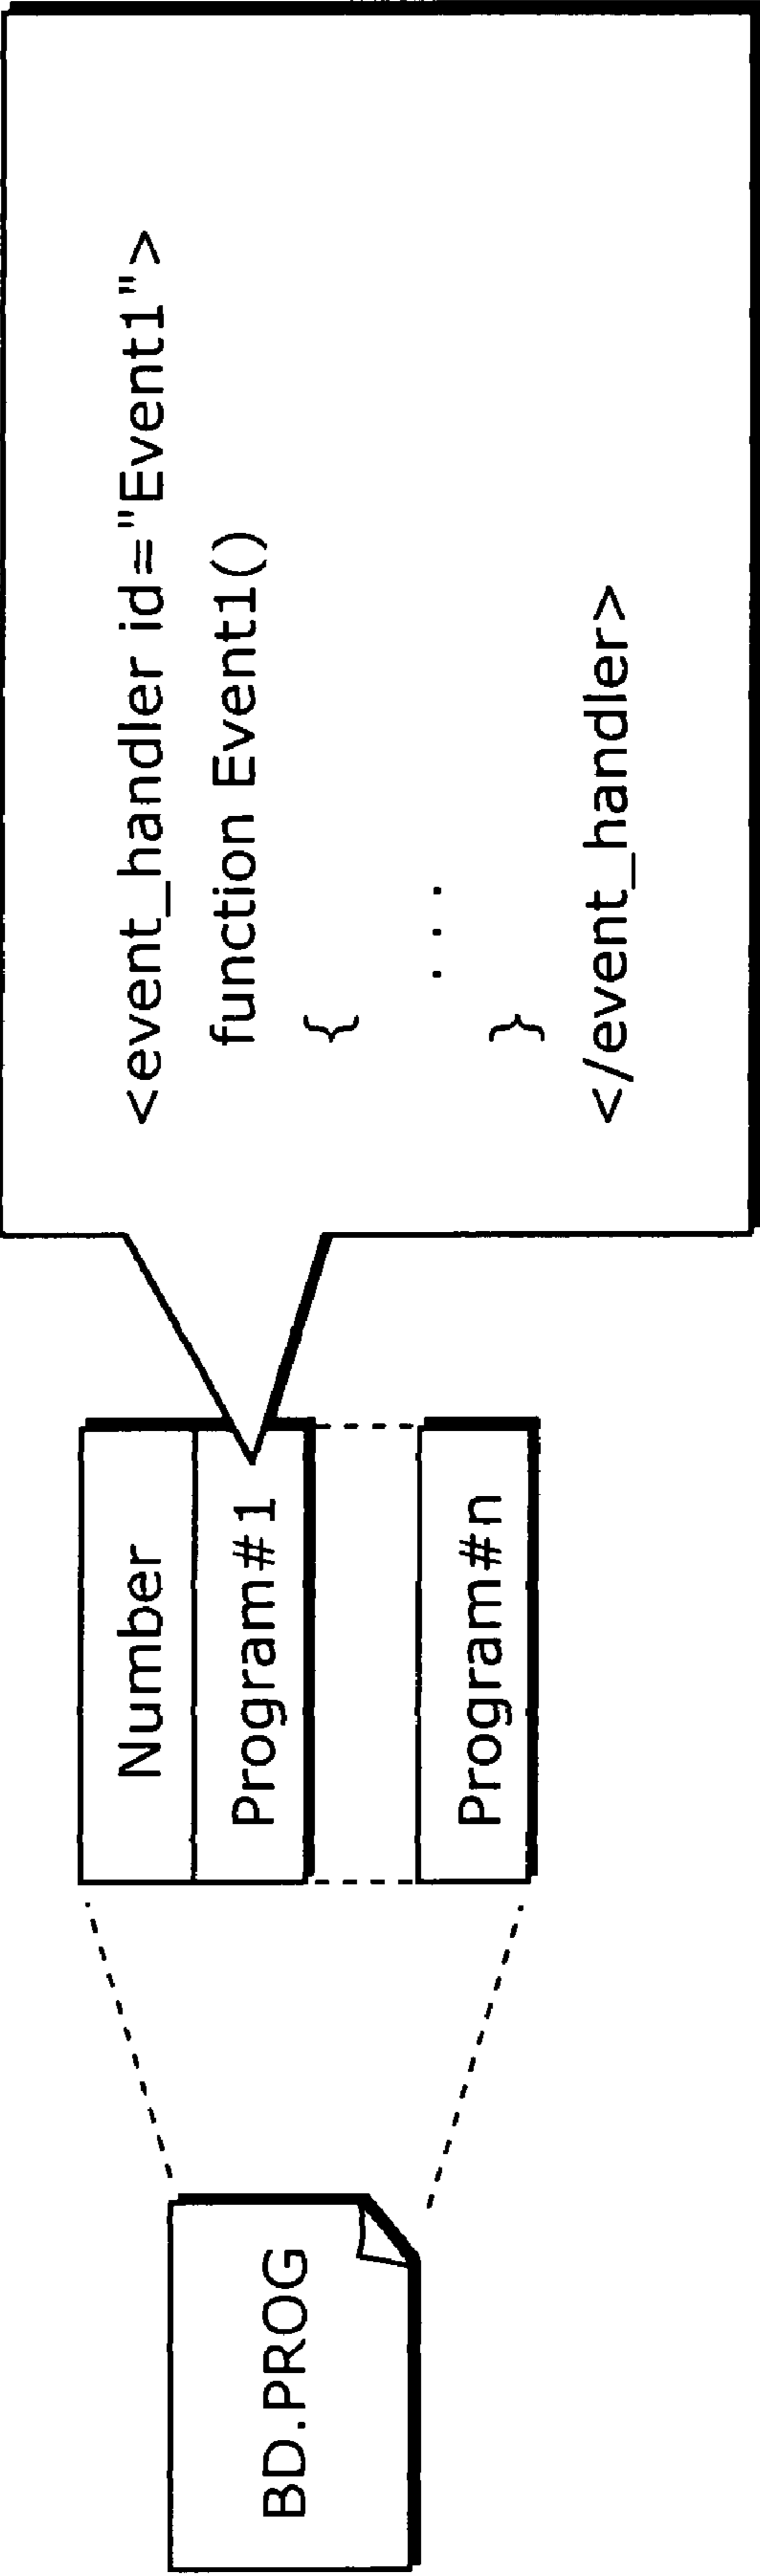 BD.PROG
Number
Program#1
Program#n
<event_handler id="Event1">
function Event1()
{
...
}
</event_handler>